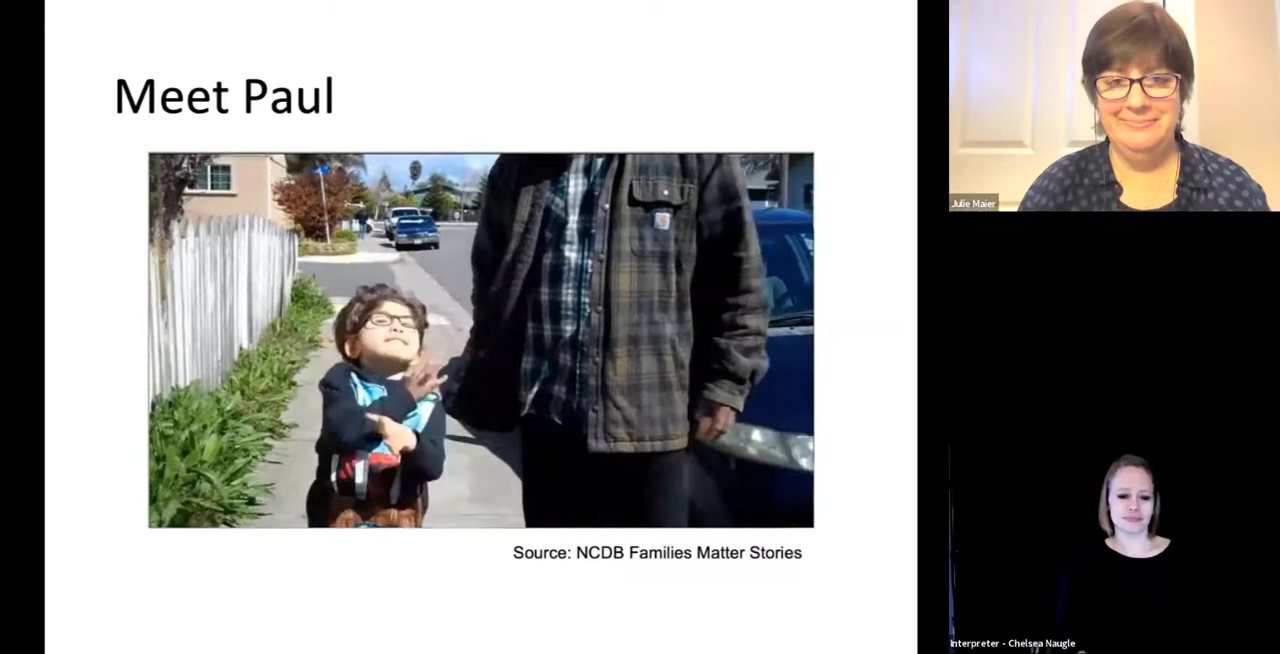 Meet Paul
Source: NCDB Families Matter Stories
Julie Maier
Interpreter - Chelsea Naugle